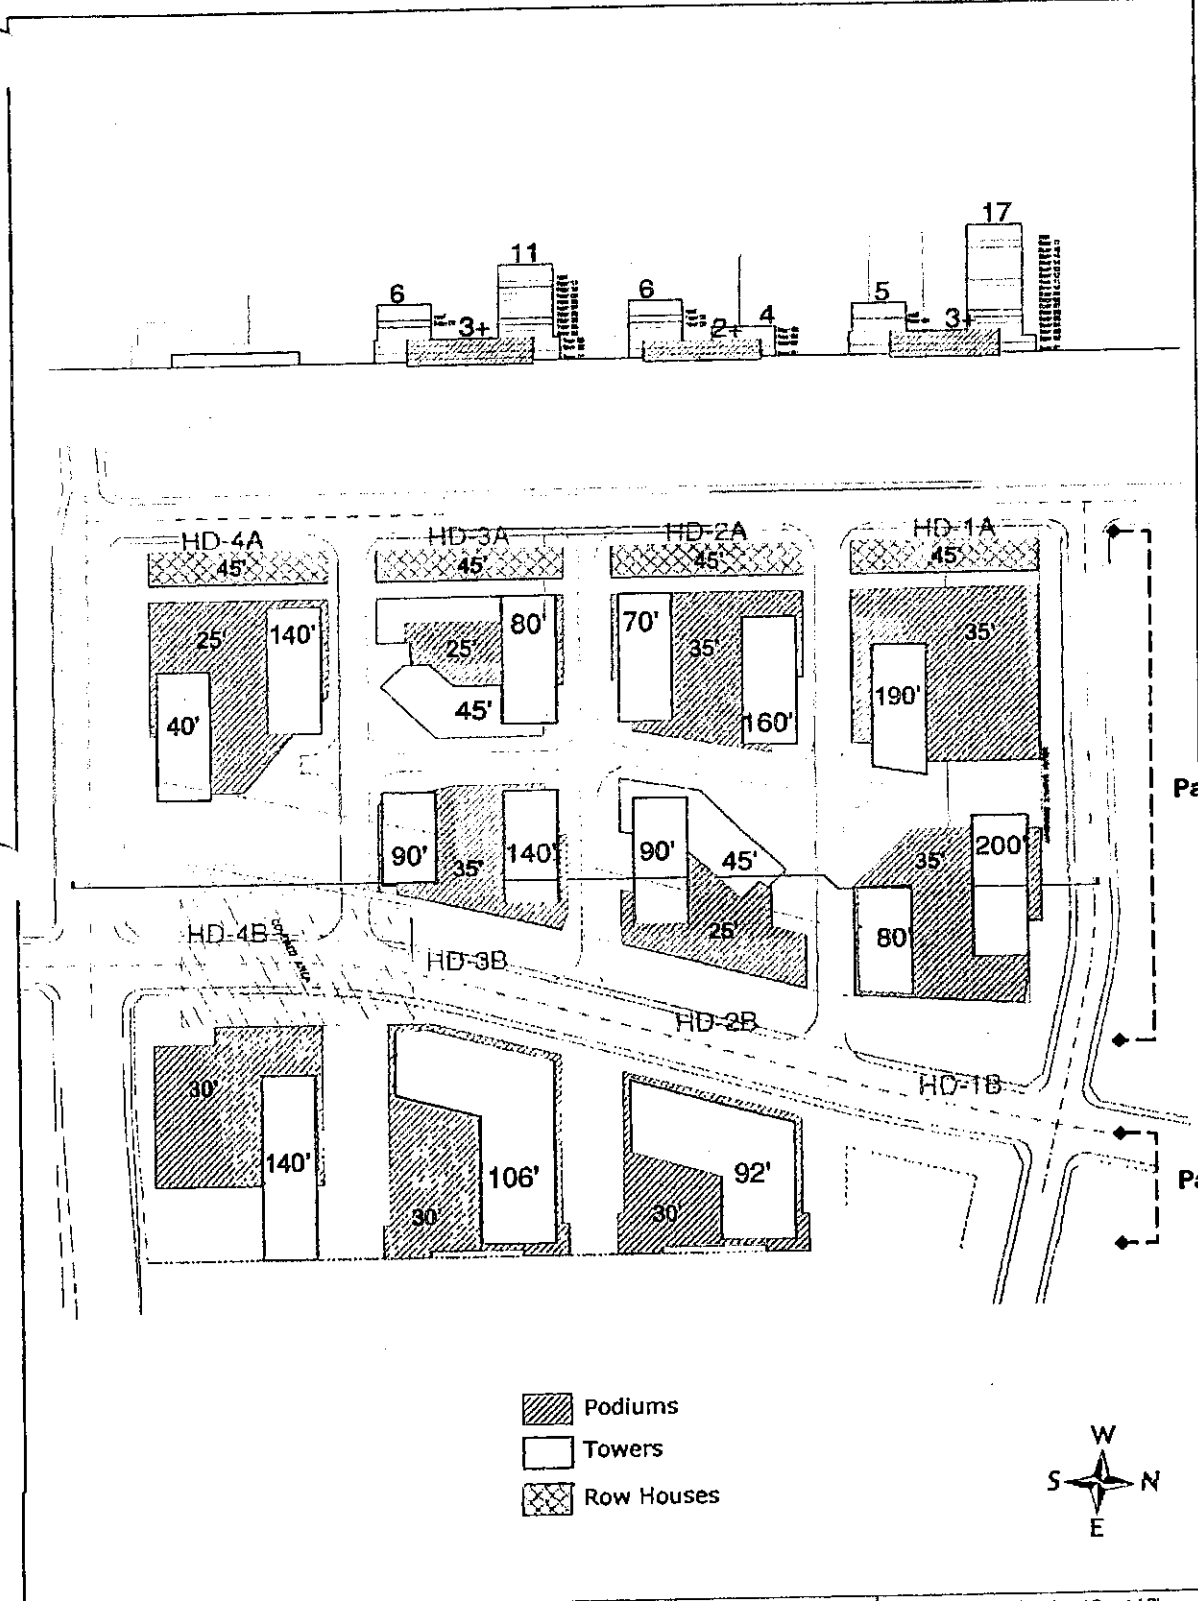 17
11
6
6
5
3+
2+
4
3+
HD-4A
HD-3A
HD-2A
HD-1A
45'
45'
45'
45'
25'
140'
80'
70'
35'
35'
25'
40'
45'
160'
190'
90'
35'
140'
90'
45'
35'
200'
25'
80'
HD-4B
HD-3B
HD-2B
HD-1B
30'
140'
106'
30'
92'
30'
Pa
Pa
Podiums
Towers
Row Houses
W
S N
E